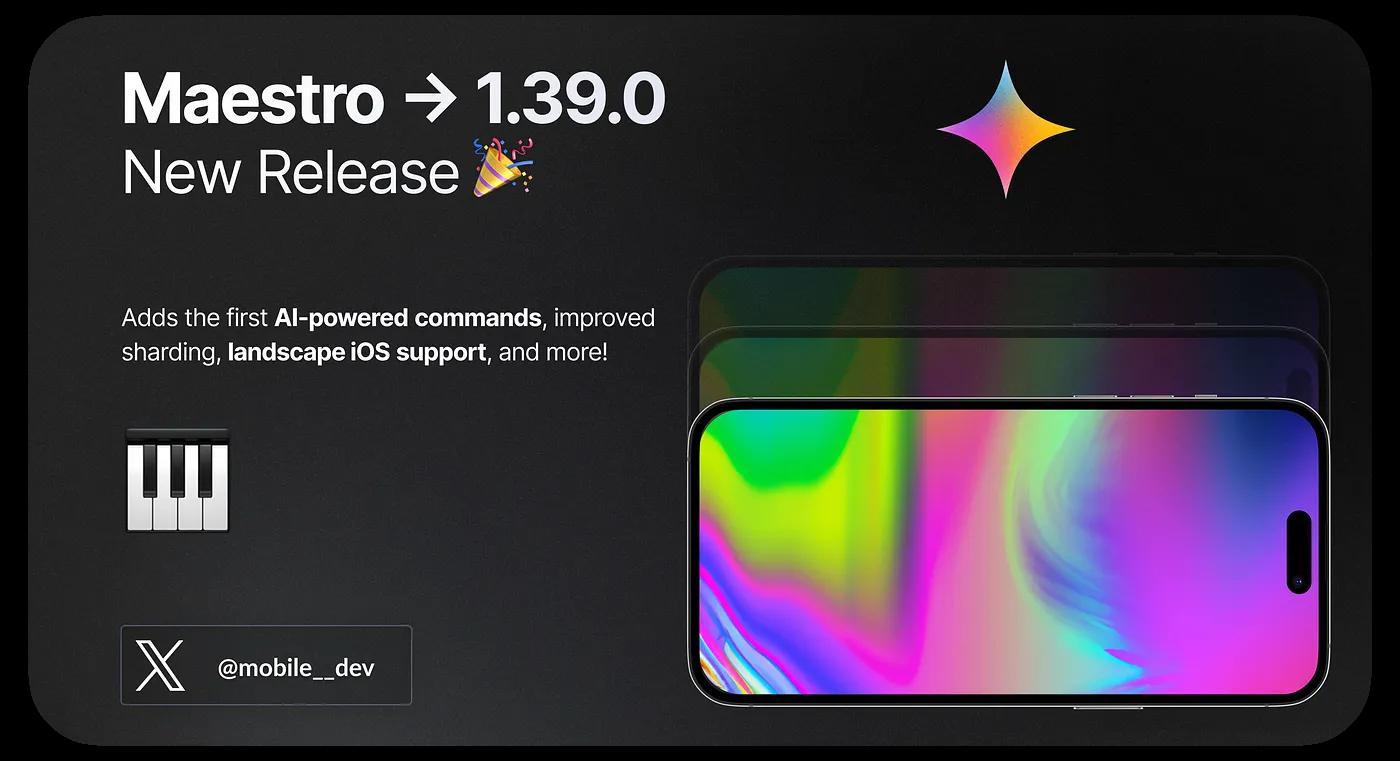 Maestro → 1.39.0
New Release 🎉
Adds the first AI-powered commands, improved
sharding, landscape iOS support, and more!
@mobile__dev